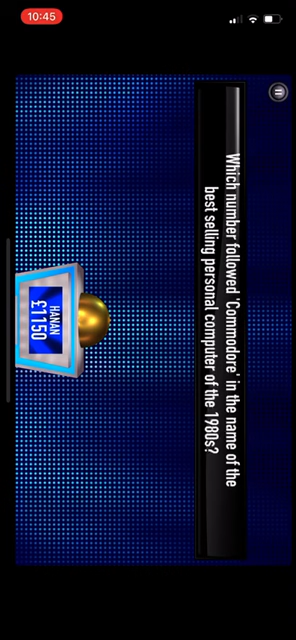 10:45
Which number followed 'Commodore' in the name of the
best selling personal computer of the 1980s?
HANAN
£1150